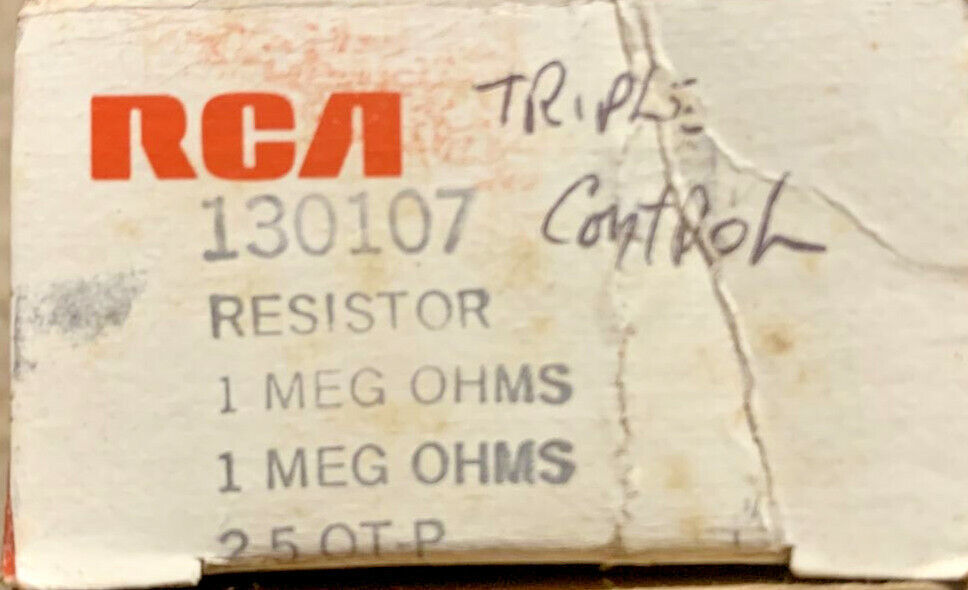 RCA
TRIPLE
130107
CONTROL
RESISTOR
1 MEG OHMS
1 MEG OHMS